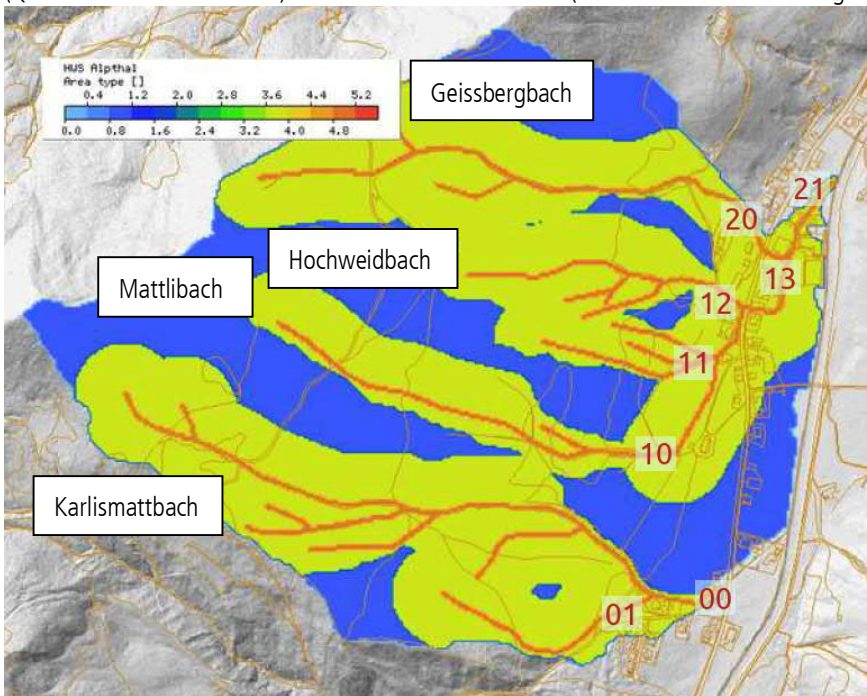 HWS Alpthal
Area type []
0.4 1.2 2.0 2.8 3.6 4.4 5.2
0.0 0.8 1.6 2.4 3.2 4.0 4.8
Geissbergbach
21
20
Hochweidbach
13
Mattlibach
12
11
10
Karlismattbach
00
01